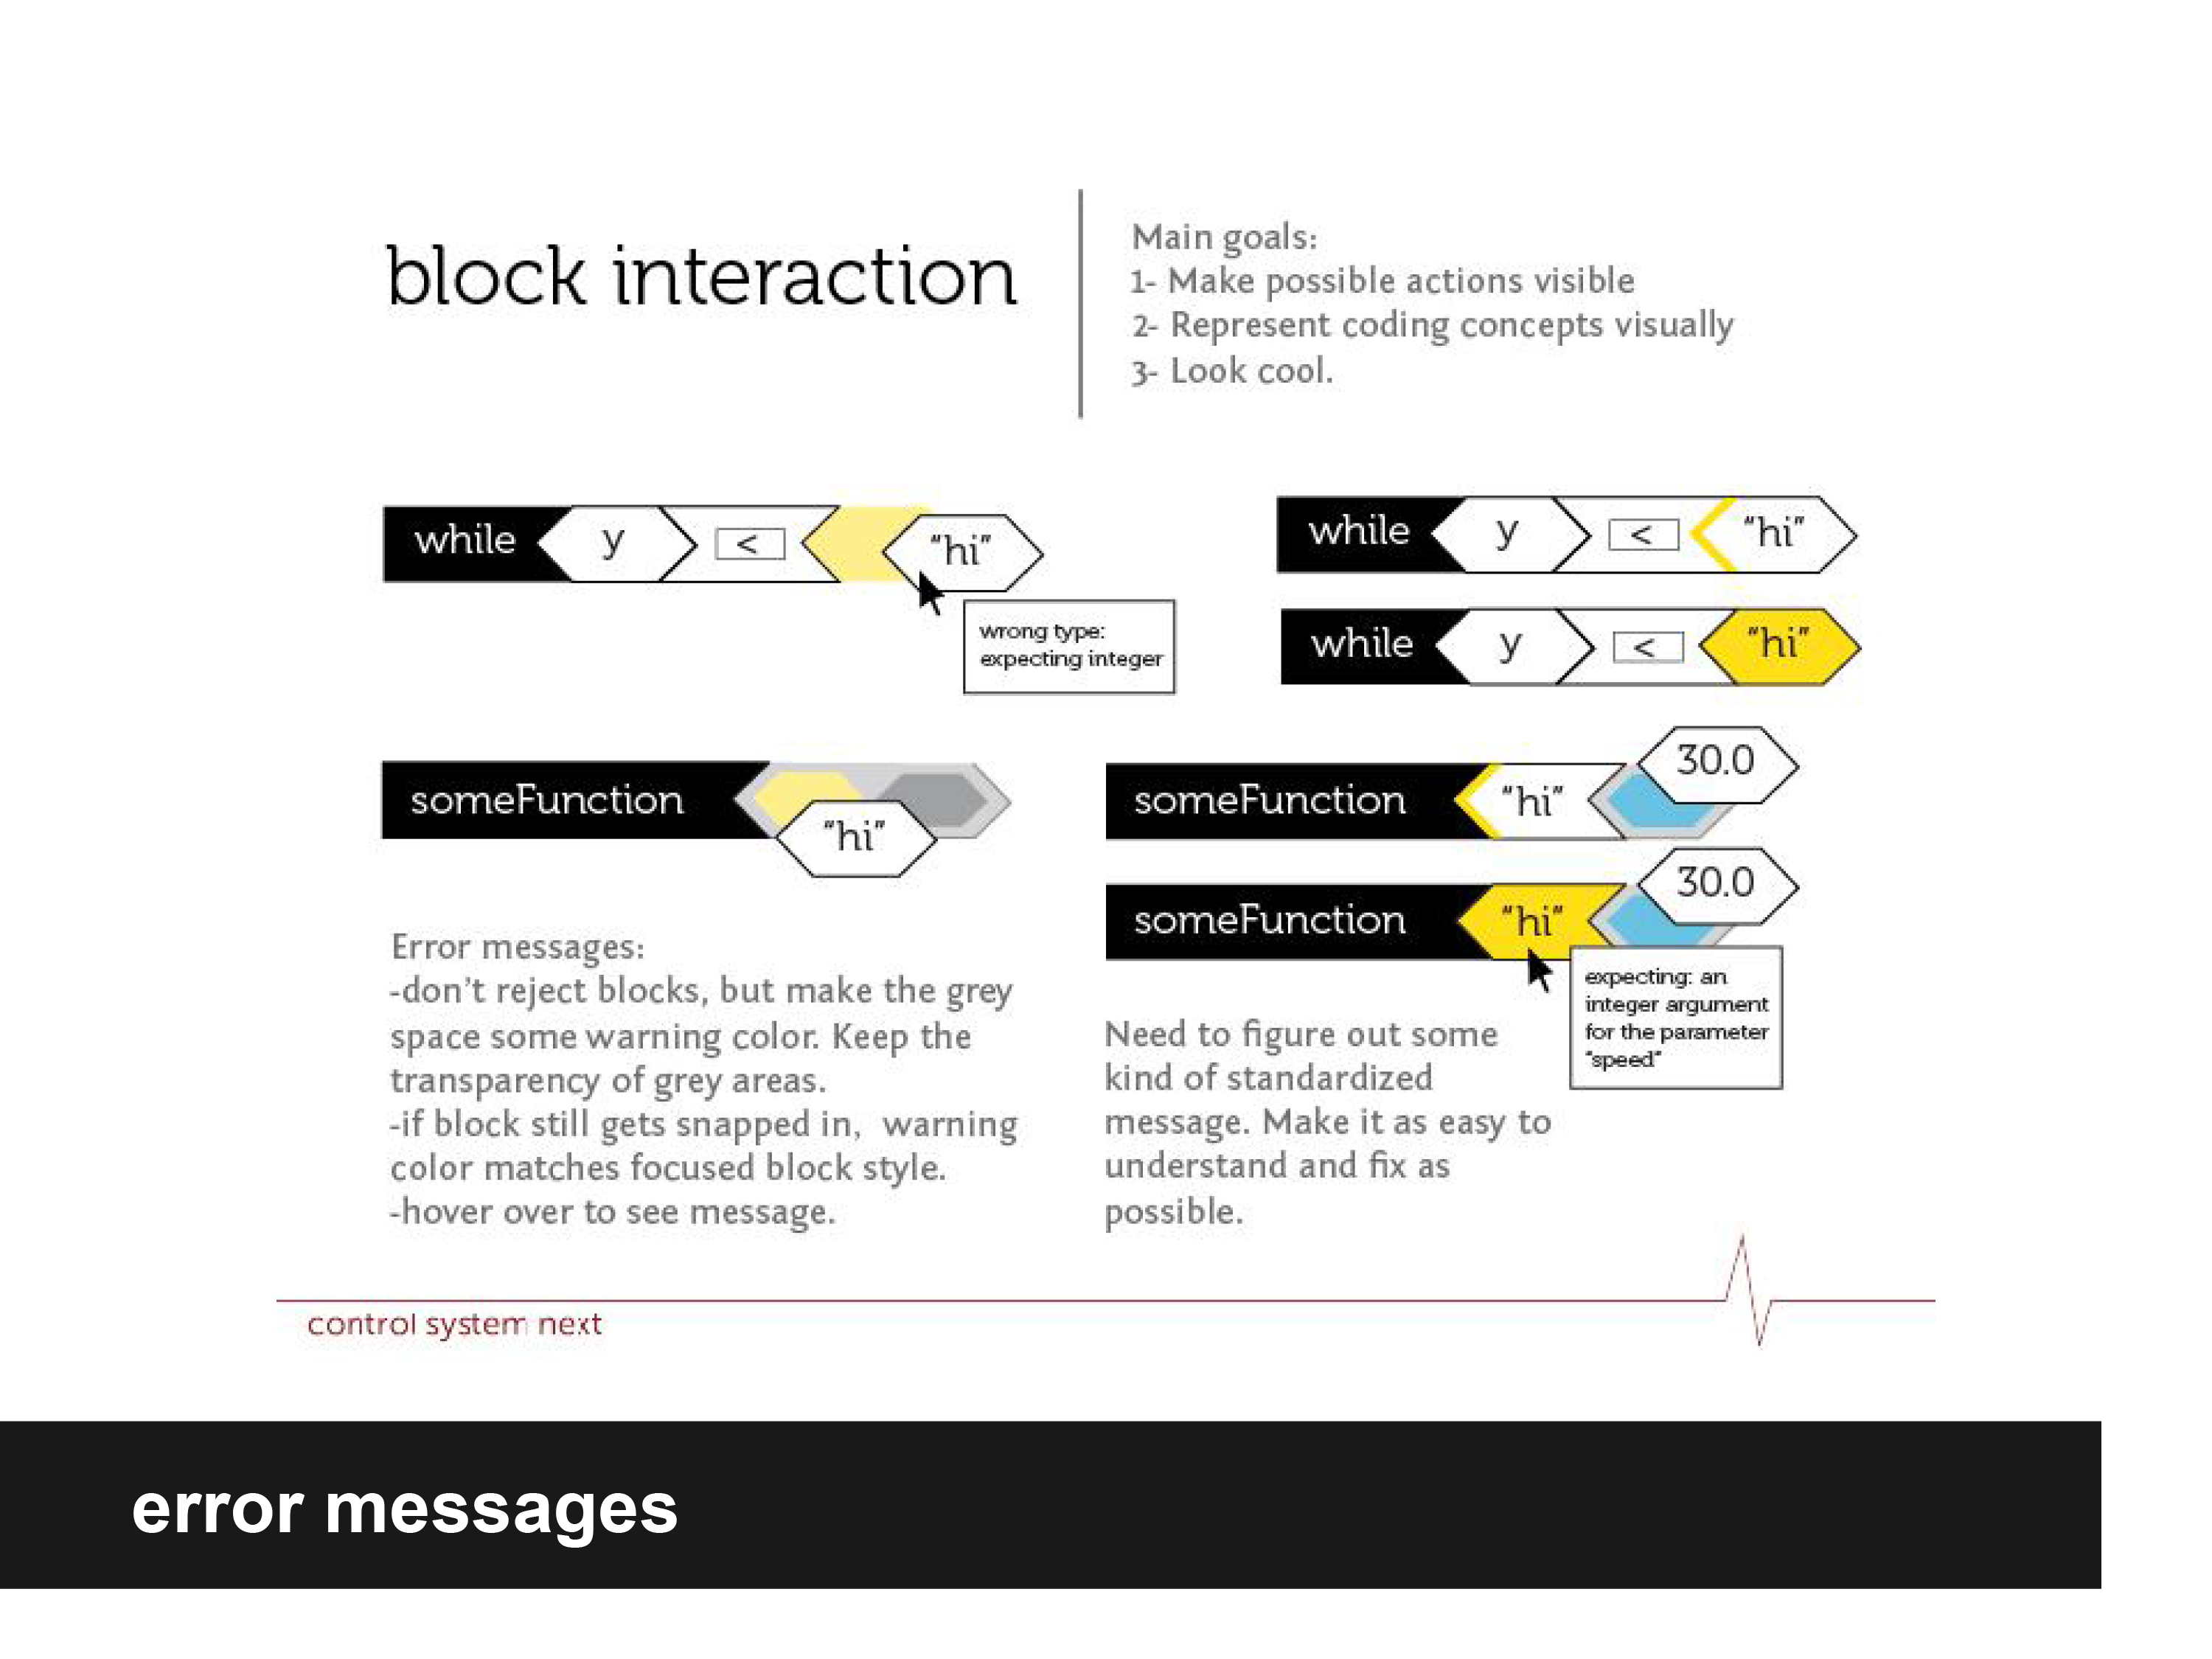 block interaction
Main goals:
1- Make possible actions visible
2- Represent coding concepts visually
3- Look cool.
while y < "hi"
wrong type:
expecting integer
while y < "hi"
while y < "hi"
someFunction "hi"
someFunction "hi" 30.0
someFunction "hi" 30.0
expecting: an
integer argument
for the parameter
"speed"
Error messages:
-don't reject blocks, but make the grey
space some warning color. Keep the
transparency of grey areas.
-if block still gets snapped in, warning
color matches focused block style.
-hover over to see message.
Need to figure out some
kind of standardized
message. Make it as easy to
understand and fix as
possible.
control system next
error messages